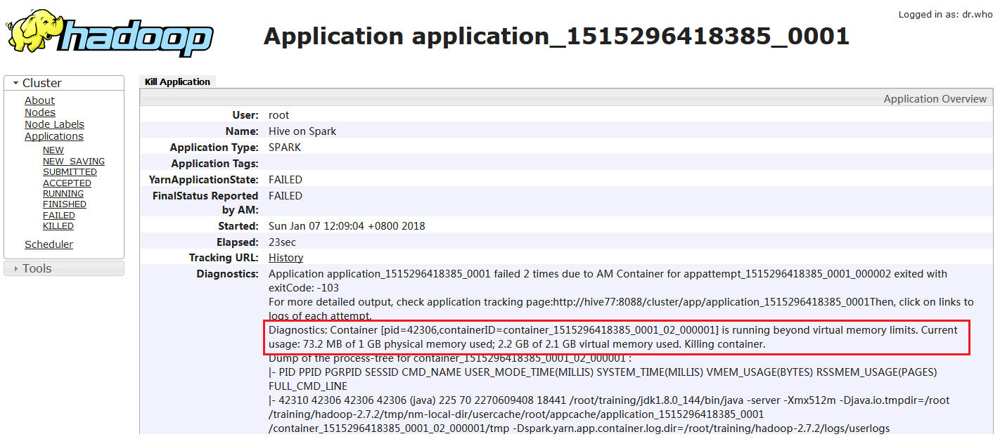 Logged in as: dr.who
hadoop
Application application_1515296418385_0001
Cluster
About
Nodes
Node Labels
Applications
NEW
NEW_SAVING
SUBMITTED
ACCEPTED
RUNNING
FINISHED
FAILED
KILLED
Scheduler
Tools
Kill Application
Application Overview
User: root
Name: Hive on Spark
Application Type: SPARK
Application Tags:
YarnApplicationState: FAILED
FinalStatus Reported FAILED
by AM:
Started: Sun Jan 07 12:09:04 +0800 2018
Elapsed: 23sec
Tracking URL: History
Diagnostics: Application application_1515296418385_0001 failed 2 times due to AM Container for appattempt_1515296418385_0001_000002 exited with
exitCode: -103
For more detailed output, check application tracking page:http://hive77:8088/cluster/app/application_1515296418385_0001Then, click on links to
logs of each attempt.
Diagnostics: Container [pid=42306,containerID=container_1515296418385_0001_02_000001] is running beyond virtual memory limits. Current
usage: 73.2 MB of 1 GB physical memory used; 2.2 GB of 2.1 GB virtual memory used. Killing container.
Dump of the process-tree for container_1515296418385_0001_02_000001 :
|- PID PPID PGRPID SESSID CMD_NAME USER_MODE_TIME(MILLIS) SYSTEM_TIME(MILLIS) VMEM_USAGE(BYTES) RSSMEM_USAGE(PAGES)
FULL_CMD_LINE
|- 42310 42306 42306 42306 (java) 225 70 2270609408 18441 /root/training/jdk1.8.0_144/bin/java -server -Xmx512m -Djava.io.tmpdir=/root
/training/hadoop-2.7.2/tmp/nm-local-dir/usercache/root/appcache/application_1515296418385_0001
/container_1515296418385_0001_02_000001/tmp -Dspark.yarn.app.container.log.dir=/root/training/hadoop-2.7.2/logs/userlogs